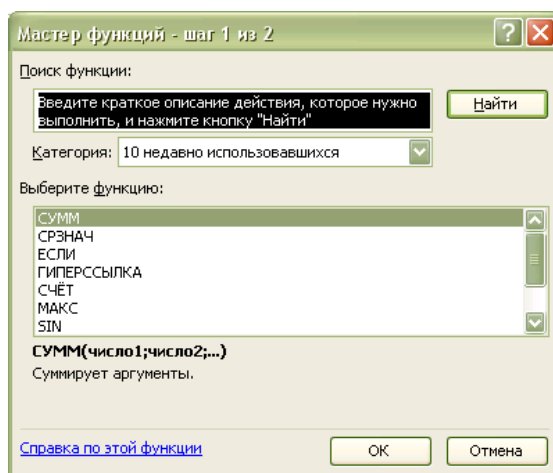 Мастер функций - шаг 1 из 2
Поиск функции:
Введите краткое описание действия, которое нужно
выполнить, и нажмите кнопку "Найти"
Найти
Категория: 10 недавно использовавшихся
Выберите функцию:
СУММ
СРЗНАЧ
ЕСЛИ
ГИПЕРССЫЛКА
СЧЁТ
МАКС
SIN
СУММ(число1;число2;...)
Суммирует аргументы.
Справка по этой функции
ОК
Отмена